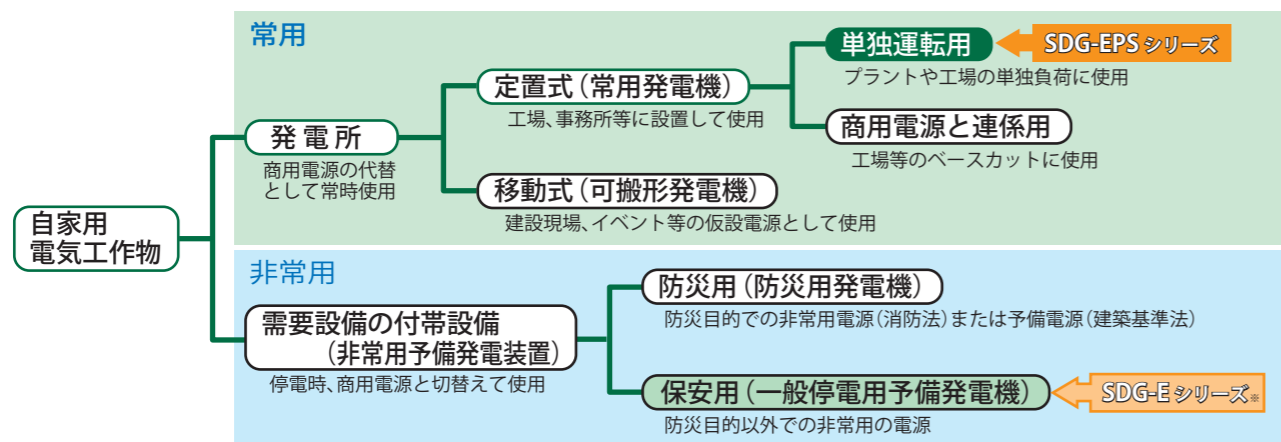 常用
単独運転用
SDG-EPS シリーズ
プラントや工場の単独負荷に使用
定置式(常用発電機)
工場、事務所等に設置して使用
商用電源と連係用
工場等のベースカットに使用
発電所
商用電源の代替
として常時使用
移動式(可搬形発電機)
建設現場、イベント等の仮設電源として使用
自家用
電気工作物
非常用
防災用(防災用発電機)
防災目的での非常用電源(消防法)または予備電源(建築基準法)
需要設備の付帯設備
(非常用予備発電装置)
停電時、商用電源と切替えて使用
保安用(一般停電用予備発電機)
SDG-E シリーズ※
防災目的以外での非常用の電源